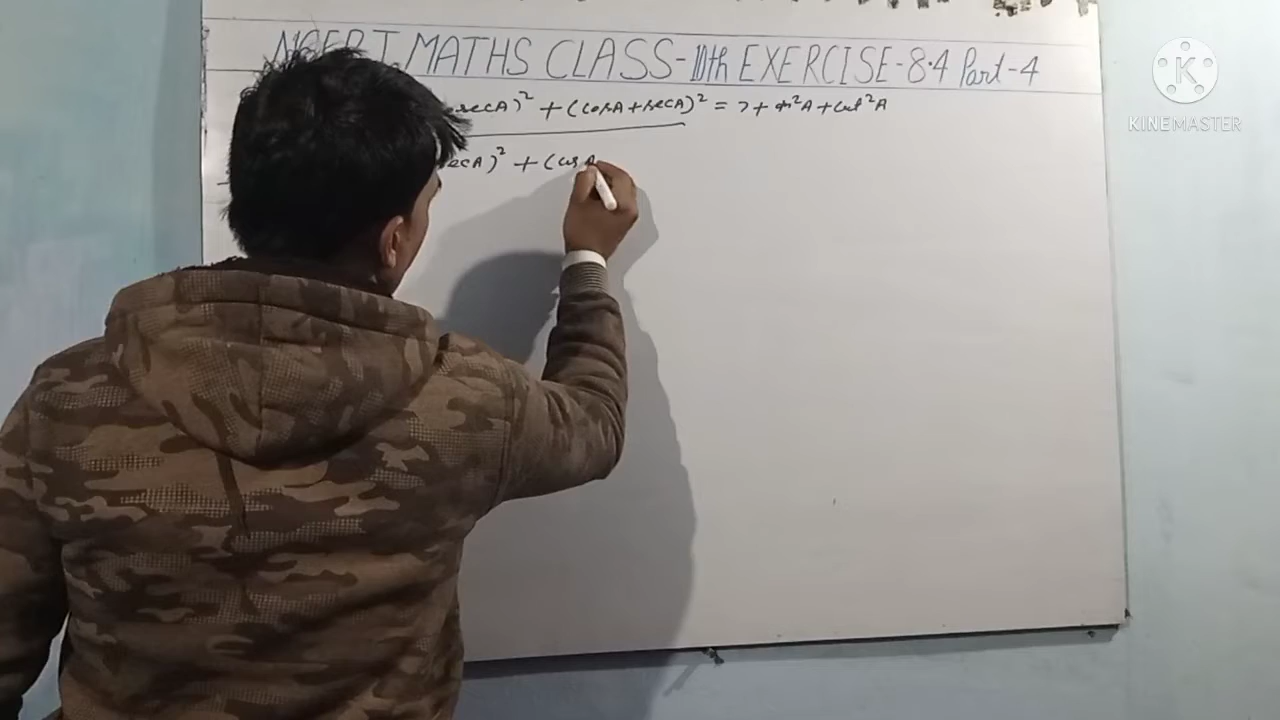 NCERT MATHS CLASS-10th EXERCISE-8.4 Part-4
secA)² + (cosA+secA)² = 7+tan²A+cot²A
ecA)² + (cos A
KINEMASTER